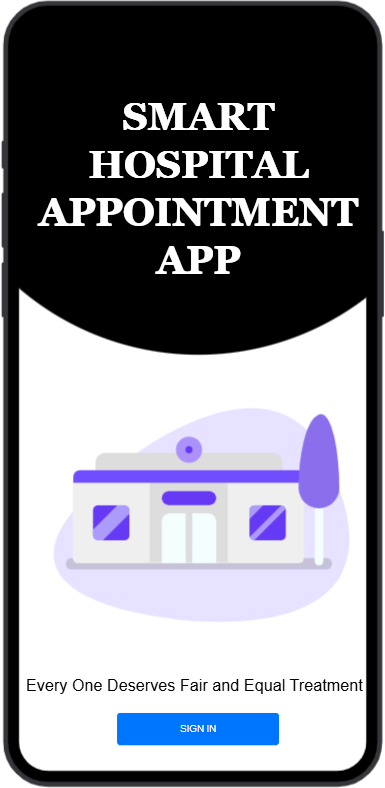 SMART
HOSPITAL
APPOINTMENT
APP
Every One Deserves Fair and Equal Treatment
SIGN IN